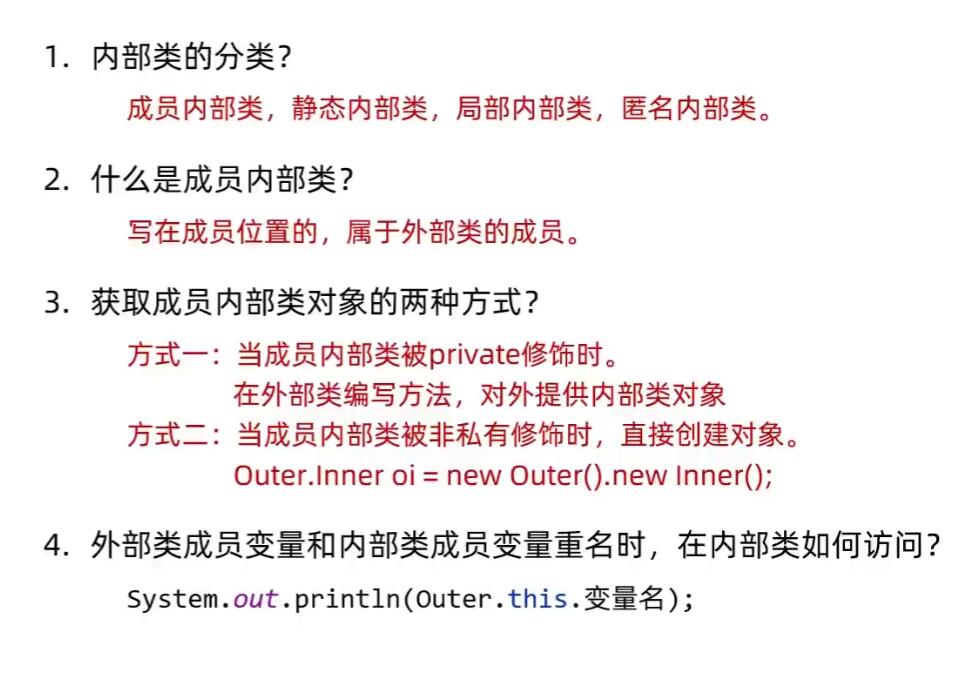 1. 内部类的分类？
成员内部类，静态内部类，局部内部类，匿名内部类。
2. 什么是成员内部类？
写在成员位置的，属于外部类的成员。
3. 获取成员内部类对象的两种方式？
方式一：当成员内部类被private修饰时。
在外部类编写方法，对外提供内部类对象
方式二：当成员内部类被非私有修饰时，直接创建对象。
Outer.Inner oi = new Outer().new Inner();
4. 外部类成员变量和内部类成员变量重名时，在内部类如何访问？
System.out.println(Outer.this.变量名);